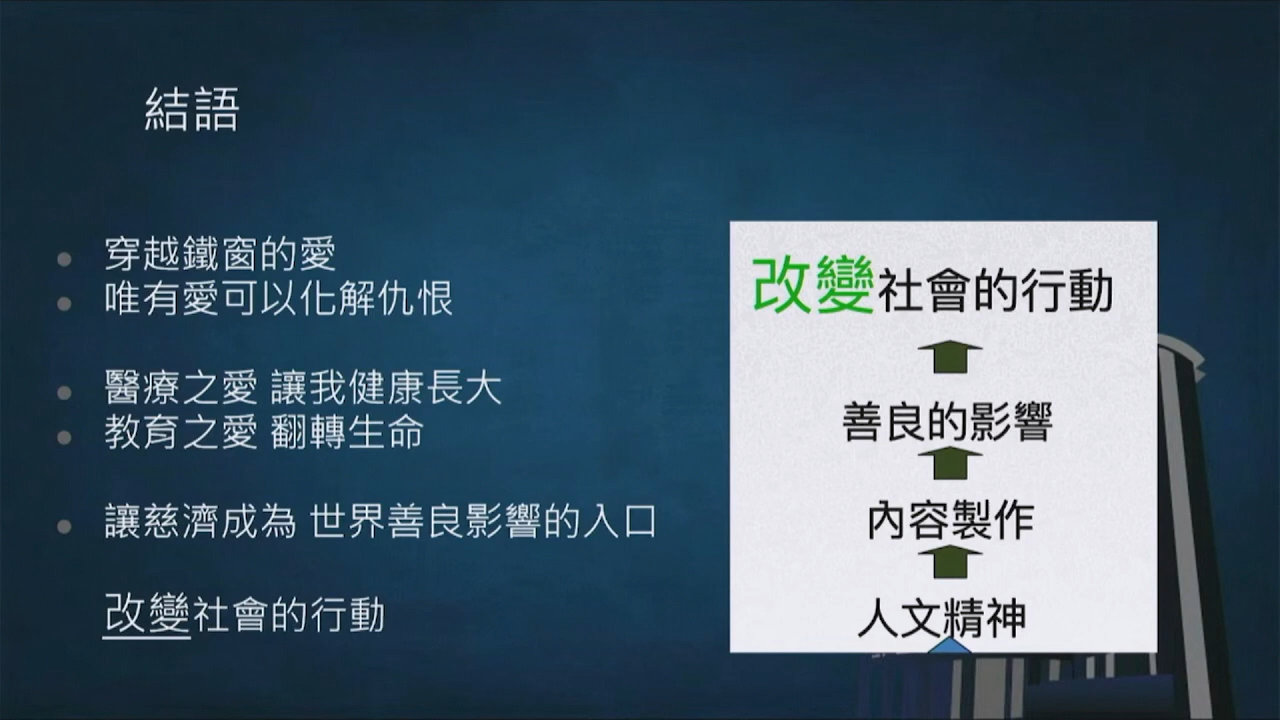 結語
穿越鐵窗的愛
唯有愛可以化解仇恨
醫療之愛 讓我健康長大
教育之愛 翻轉生命
讓慈濟成為 世界善良影響的入口
改變社會的行動
改變社會的行動
善良的影響
內容製作
人文精神